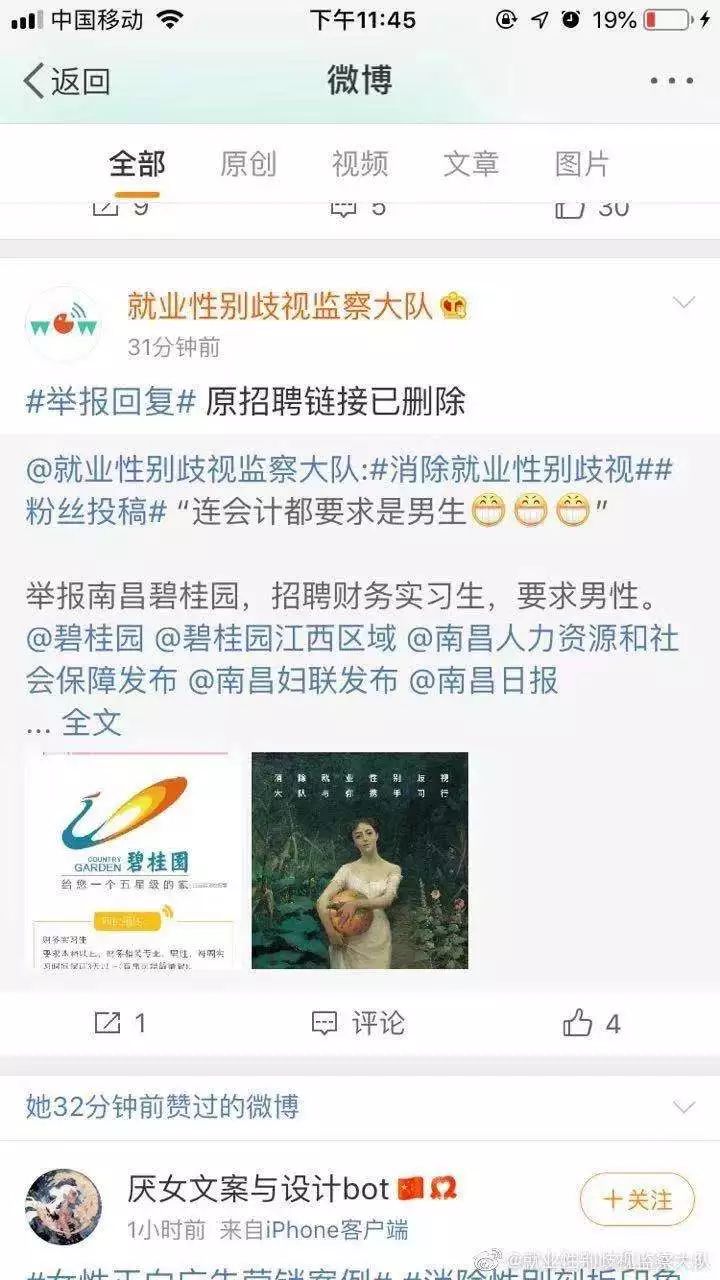 中国移动 下午11:45 19%
返回 微博
全部 原创 视频 文章 图片
9 5 30
就业性别歧视监察大队
31分钟前
#举报回复# 原招聘链接已删除
@就业性别歧视监察大队:#消除就业性别歧视##
粉丝投稿# “连会计都要求是男生😁😁😁”
举报南昌碧桂园，招聘财务实习生，要求男性。
@碧桂园 @碧桂园江西区域 @南昌人力资源和社
会保障发布 @南昌妇联发布 @南昌日报
... 全文
COUNTRY
GARDEN 碧桂園
给您一个五星级的家
财务实习生
消除就业性别歧视
大队与你携手同行
1 评论 4
她32分钟前赞过的微博
厌女文案与设计bot
+关注
1小时前 来自iPhone客户端
@就业性别歧视监察大队